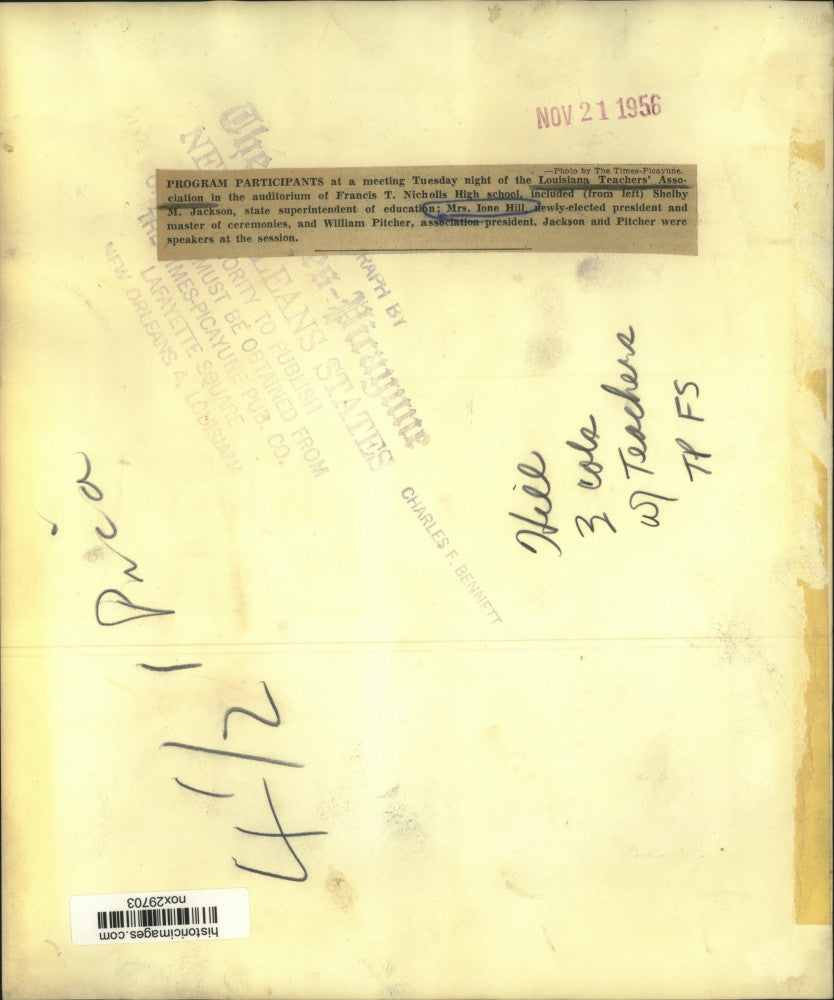 NOV 21 1956
—Photo by The Times-Picayune.
PROGRAM PARTICIPANTS at a meeting Tuesday night of the Louisiana Teachers' Asso-
ciation in the auditorium of Francis T. Nicholls High school, included (from left) Shelby
M. Jackson, state superintendent of education; Mrs. Ione Hill, newly-elected president and
master of ceremonies, and William Pitcher, association president. Jackson and Pitcher were
speakers at the session.
The
-Picayune
NEW ORLEANS STATES
AUTHORITY TO PUBLISH
MUST BE OBTAINED FROM
THE TIMES-PICAYUNE PUB. CO.
LAFAYETTE SQUARE
NEW ORLEANS 4, LOUISIANA
CHARLES F. BENNETT
Hill
3 cols
w/ Teachers
TP FS
4 1/2
historicimages.com
nox29703